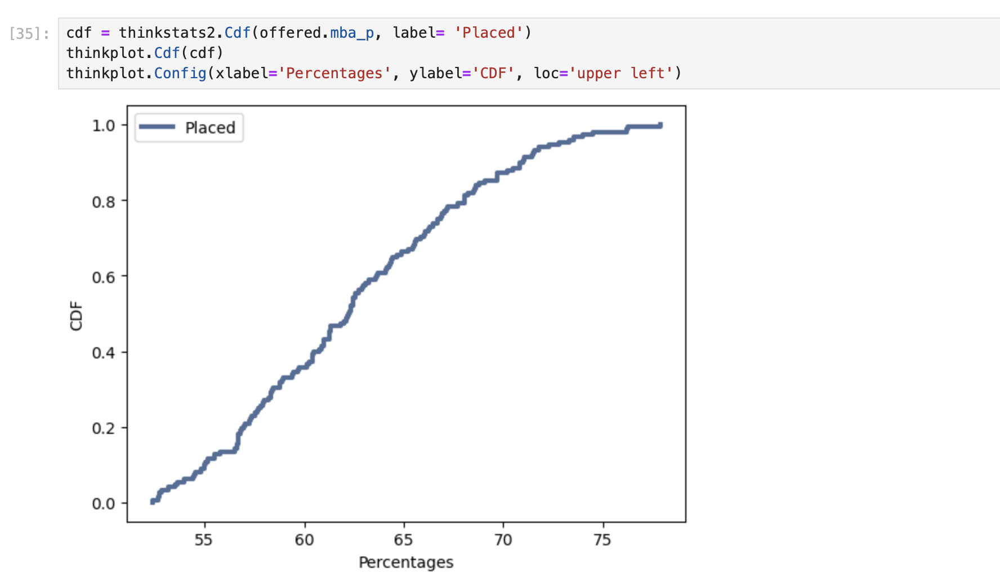 [35]: cdf = thinkstats2.Cdf(offered.mba_p, label= 'Placed')
thinkplot.Cdf(cdf)
thinkplot.Config(xlabel='Percentages', ylabel='CDF', loc='upper left')
Placed
1.0
0.8
0.6
0.4
0.2
0.0
CDF
55 60 65 70 75
Percentages